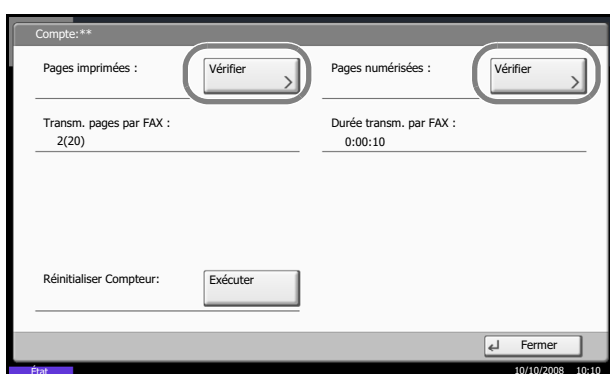 Compte:**
Pages imprimées :
Vérifier
Pages numérisées :
Vérifier
Transm. pages par FAX :
2(20)
Durée transm. par FAX :
0:00:10
Réinitialiser Compteur:
Exécuter
Fermer
État
10/10/2008 10:10